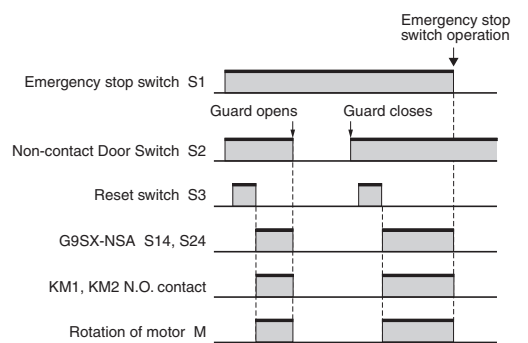 Emergency stop
switch operation
Emergency stop switch S1
Guard opens
Guard closes
Non-contact Door Switch S2
Reset switch S3
G9SX-NSA S14, S24
KM1, KM2 N.O. contact
Rotation of motor M